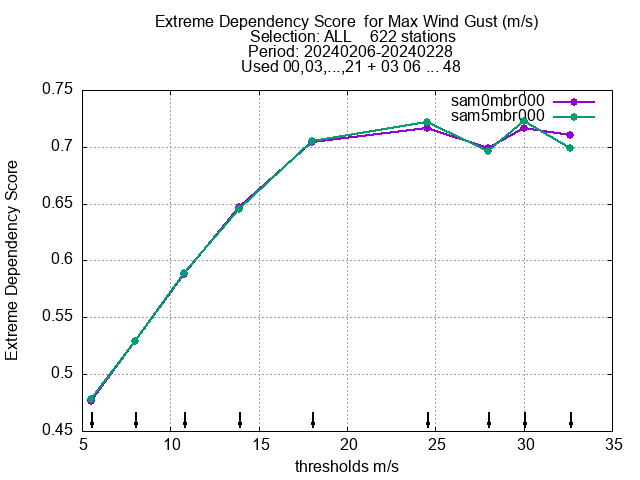 Extreme Dependency Score  for Max Wind Gust (m/s)
Selection: ALL    622 stations
Period: 20240206-20240228
Used 00,03,...,21 + 03 06 ... 48
sam0mbr000
sam5mbr000
0.75
0.7
0.65
0.6
0.55
0.5
0.45
Extreme Dependency Score
5 10 15 20 25 30 35
thresholds m/s